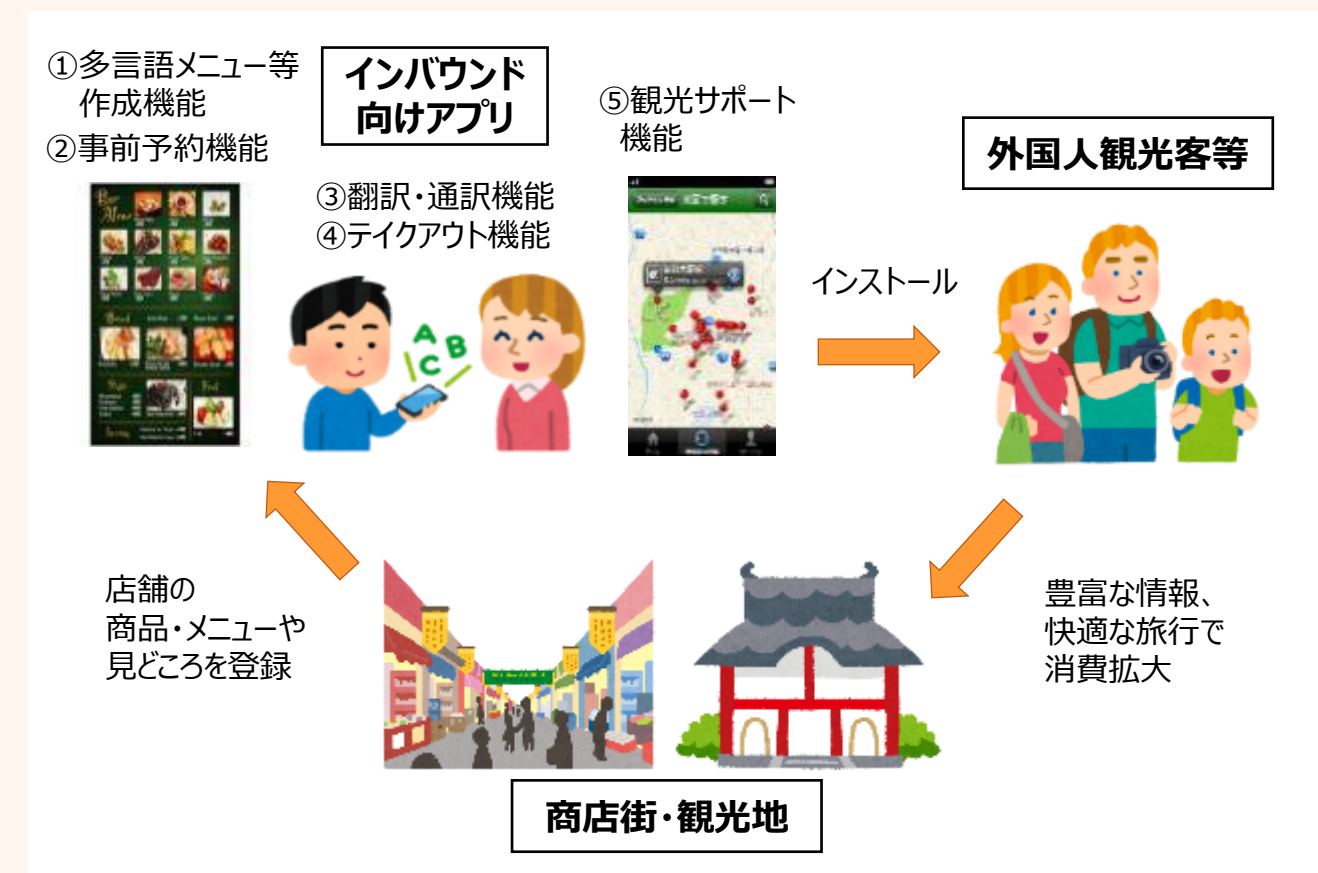 ①多言語メニュー等
作成機能
②事前予約機能
インバウンド
向けアプリ
③翻訳・通訳機能
④テイクアウト機能
⑤観光サポート
機能
外国人観光客等
インストール
A
B
C
店舗の
商品・メニューや
見どころを登録
豊富な情報、
快適な旅行で
消費拡大
商店街・観光地